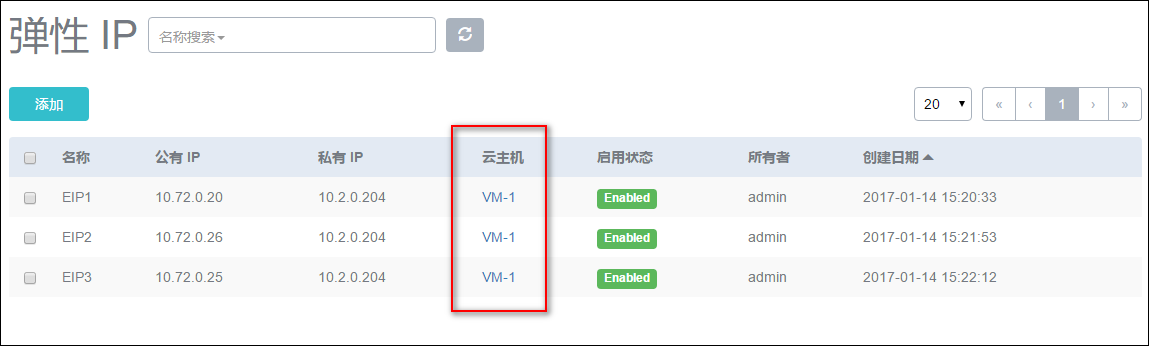 弹性 IP 名称搜索
添加 20 « ‹ 1 › »
名称 公有 IP 私有 IP 云主机 启用状态 所有者 创建日期
EIP1 10.72.0.20 10.2.0.204 VM-1 Enabled admin 2017-01-14 15:20:33
EIP2 10.72.0.26 10.2.0.204 VM-1 Enabled admin 2017-01-14 15:21:53
EIP3 10.72.0.25 10.2.0.204 VM-1 Enabled admin 2017-01-14 15:22:12